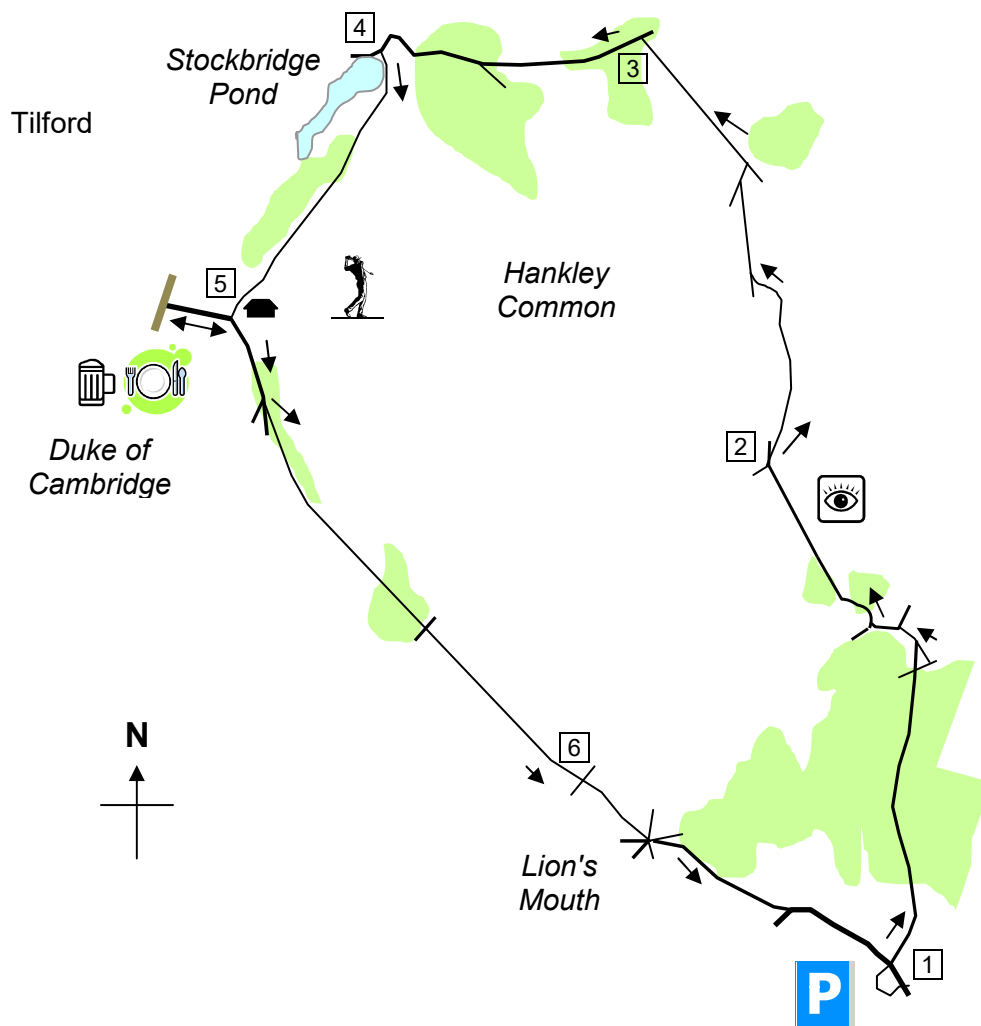 4
Stockbridge
Pond
3
Tilford
5
Hankley
Common
Duke of
Cambridge
2
N
6
Lion's
Mouth
1
P